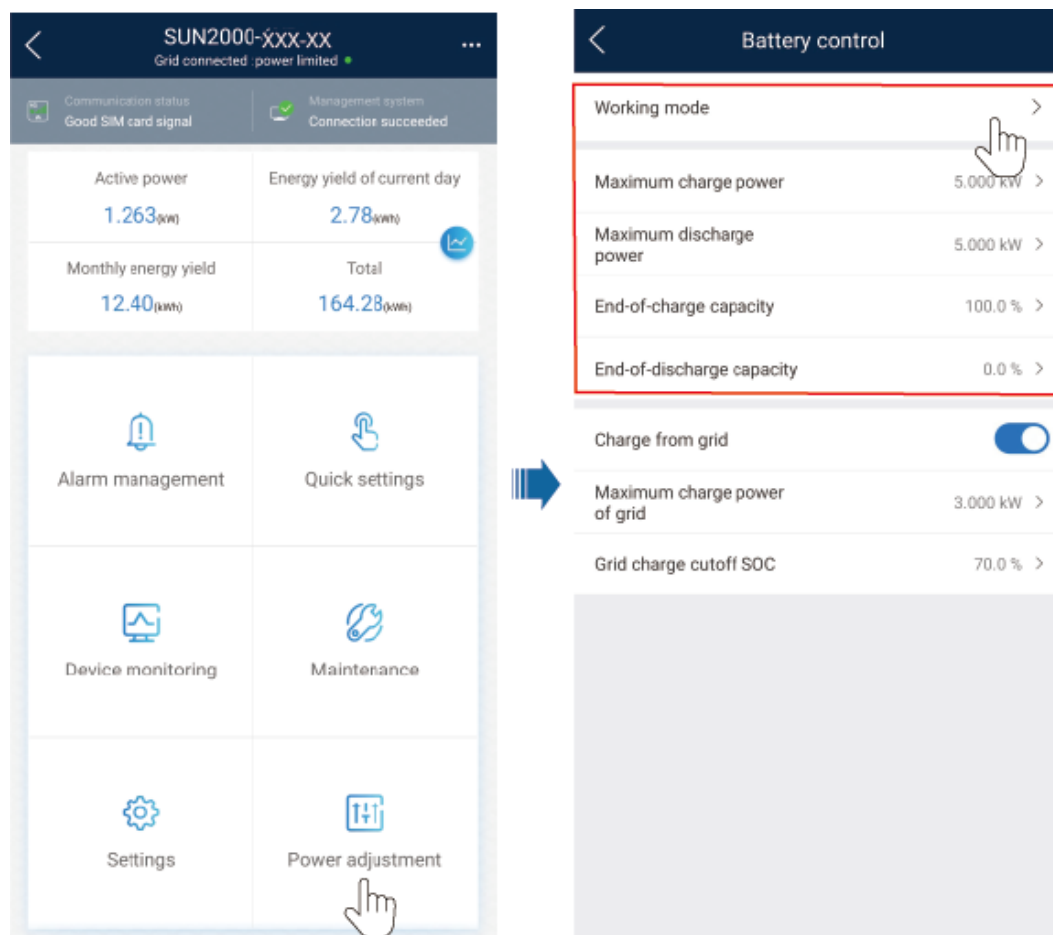 SUN2000-XXX-XX
Grid connected :power limited
Communication status
Good SIM card signal
Management system
Connection succeeded
Active power
1.263(kW)
Energy yield of current day
2.78(kWh)
Monthly energy yield
12.40(kWh)
Total
164.28(kWh)
Alarm management
Quick settings
Device monitoring
Maintenance
Settings
Power adjustment
Battery control
Working mode
Maximum charge power
5.000 kW
Maximum discharge
power
5.000 kW
End-of-charge capacity
100.0 %
End-of-discharge capacity
0.0 %
Charge from grid
Maximum charge power
of grid
3.000 kW
Grid charge cutoff SOC
70.0 %